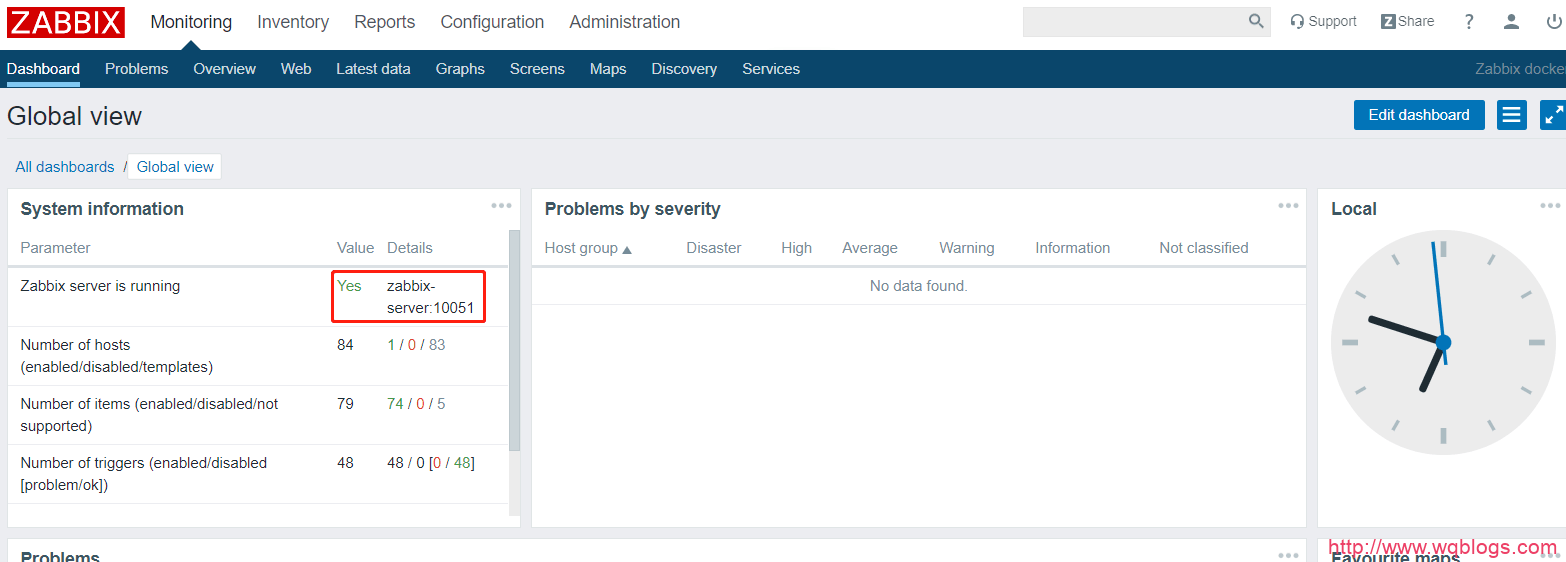 ZABBIX Monitoring Inventory Reports Configuration Administration Support Z Share ?
Dashboard Problems Overview Web Latest data Graphs Screens Maps Discovery Services Zabbix docke
Global view Edit dashboard
All dashboards / Global view
System information
Parameter Value Details
Zabbix server is running Yes zabbix-
server:10051
Number of hosts 84 1 / 0 / 83
(enabled/disabled/templates)
Number of items (enabled/disabled/not 79 74 / 0 / 5
supported)
Number of triggers (enabled/disabled 48 48 / 0 [0 / 48]
[problem/ok])
Problems by severity
Host group Disaster High Average Warning Information Not classified
No data found.
Local
Problems
Favourite maps
http://www.wqblogs.com